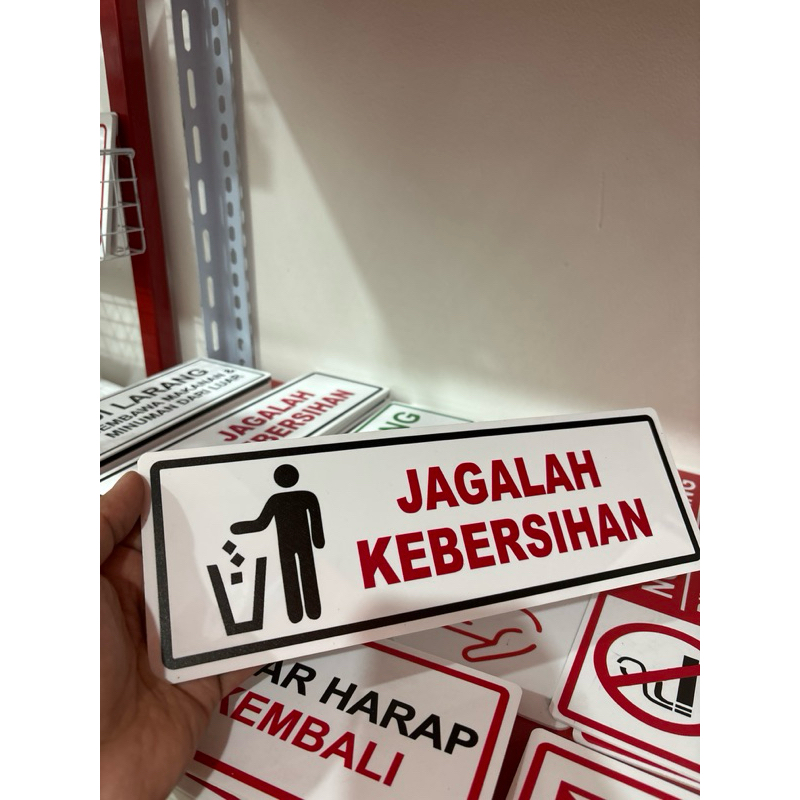 LARANG
MEMBAWA MAKANAN &
MINUMAN DARI LUAR
JAGALAH
KEBERSIHAN
JAGALAH
KEBERSIHAN
HARAP
KEMBALI